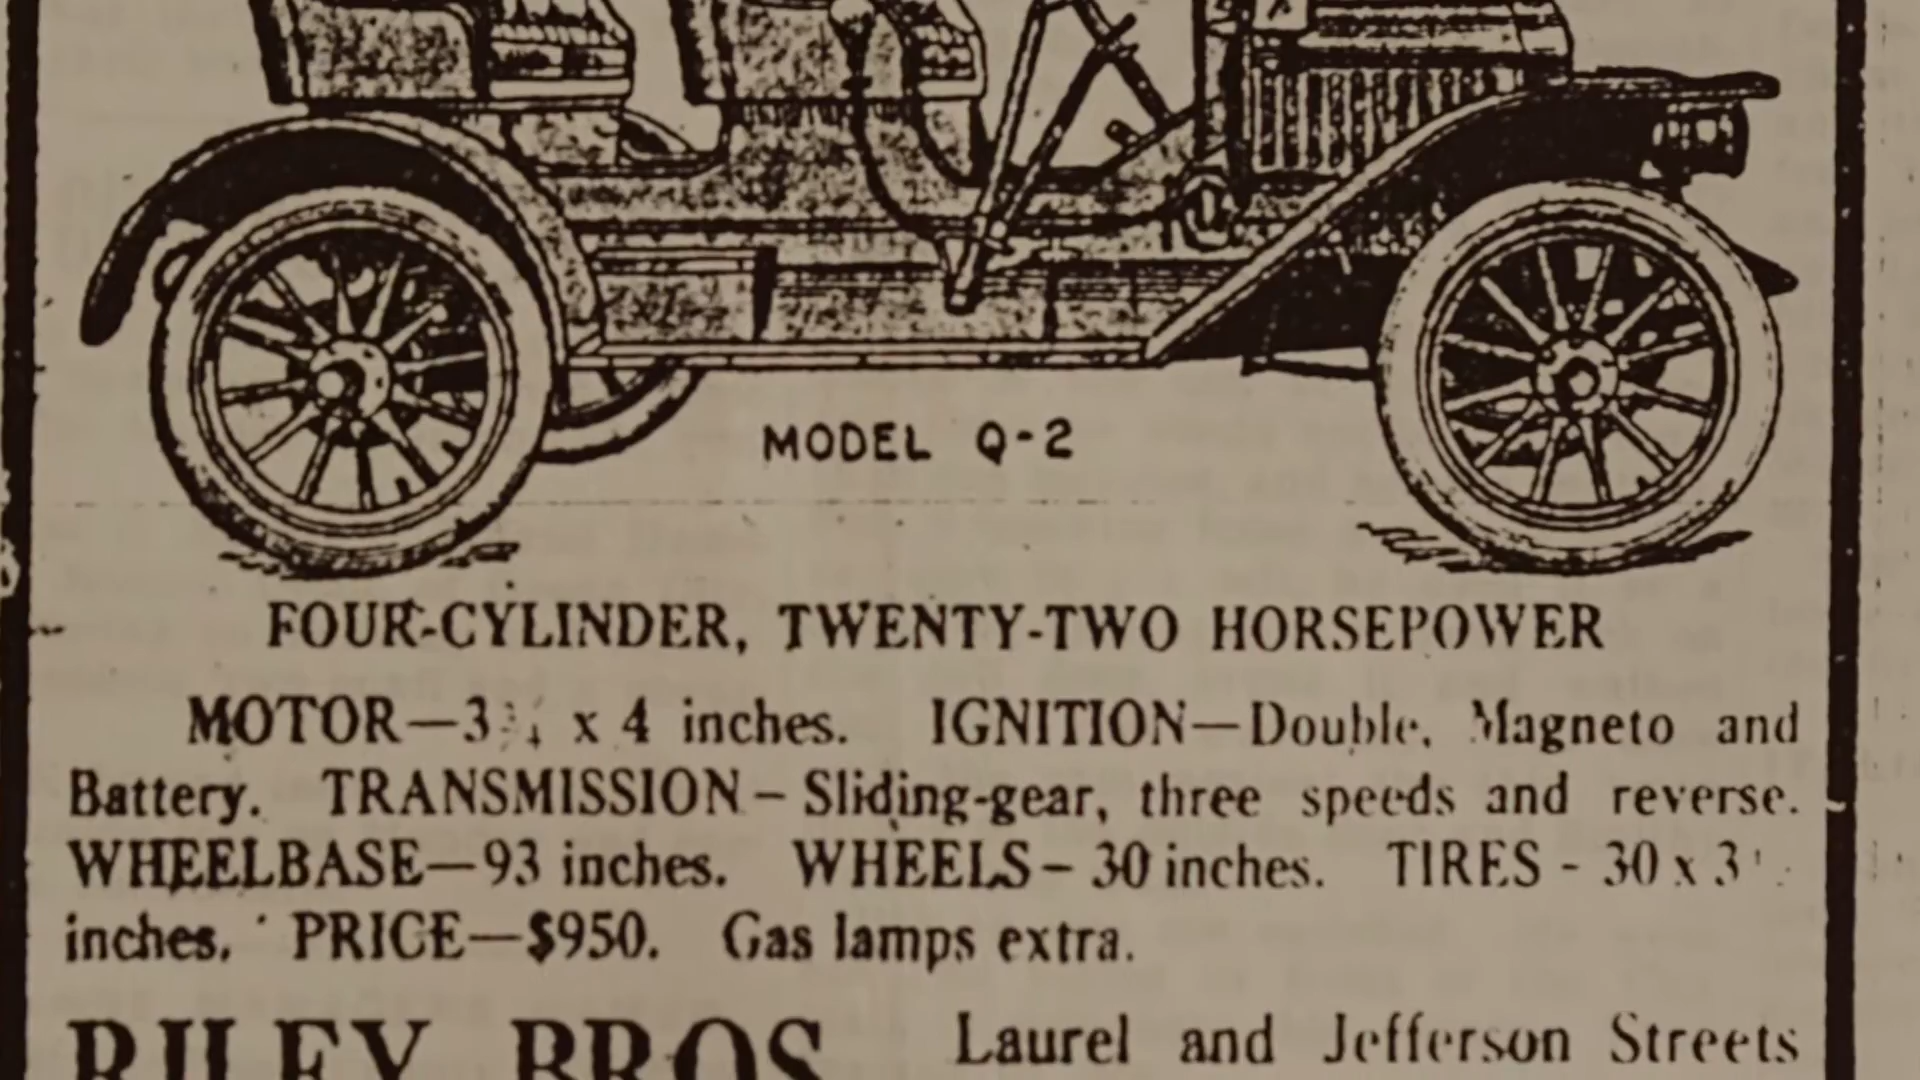 MODEL Q-2
FOUR-CYLINDER, TWENTY-TWO HORSEPOWER
MOTOR—3¾ x 4 inches. IGNITION—Double, Magneto and
Battery. TRANSMISSION – Sliding-gear, three speeds and reverse.
WHEELBASE—93 inches. WHEELS – 30 inches. TIRES - 30 x 3
inches. PRICE—$950. Gas lamps extra.
RILEY BROS
Laurel and Jefferson Streets